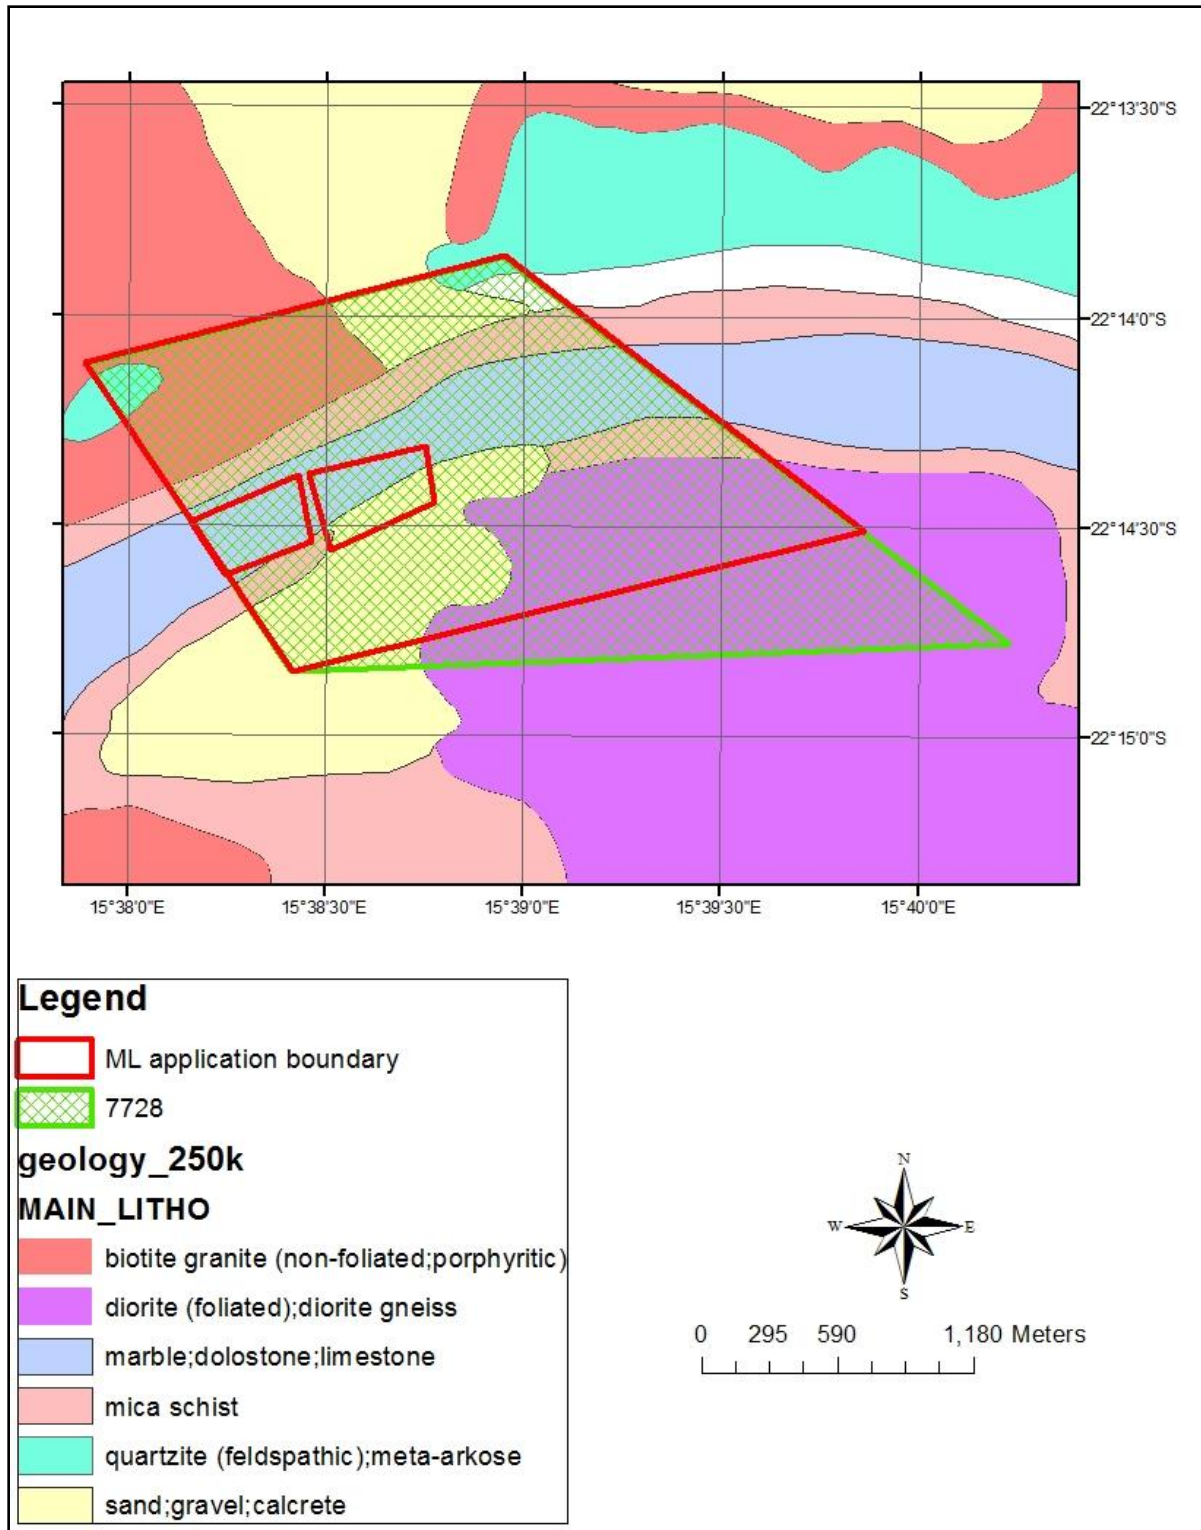 22°13'30"S
22°14'0"S
22°14'30"S
22°15'0"S
15°38'0"E 15°38'30"E 15°39'0"E 15°39'30"E 15°40'0"E
Legend
ML application boundary
7728
geology_250k
MAIN_LITHO
biotite granite (non-foliated;porphyritic)
diorite (foliated);diorite gneiss
marble;dolostone;limestone
mica schist
quartzite (feldspathic);meta-arkose
sand;gravel;calcrete
N
W E
S
0 295 590 1,180 Meters